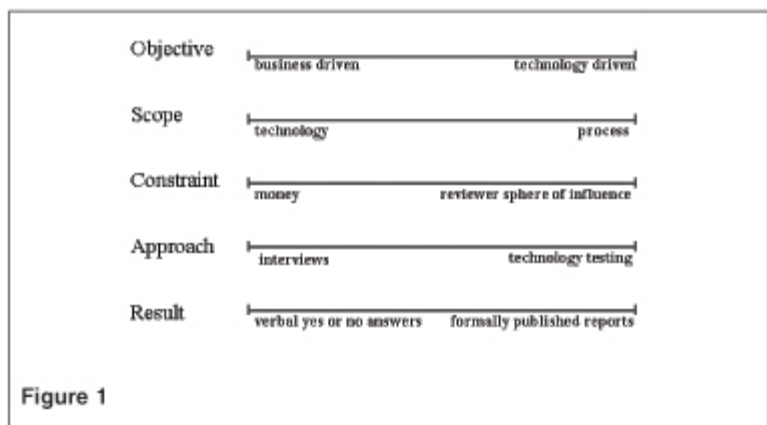 Objective
business driven technology driven
Scope
technology process
Constraint
money reviewer sphere of influence
Approach
interviews technology testing
Result
verbal yes or no answers formally published reports
Figure 1